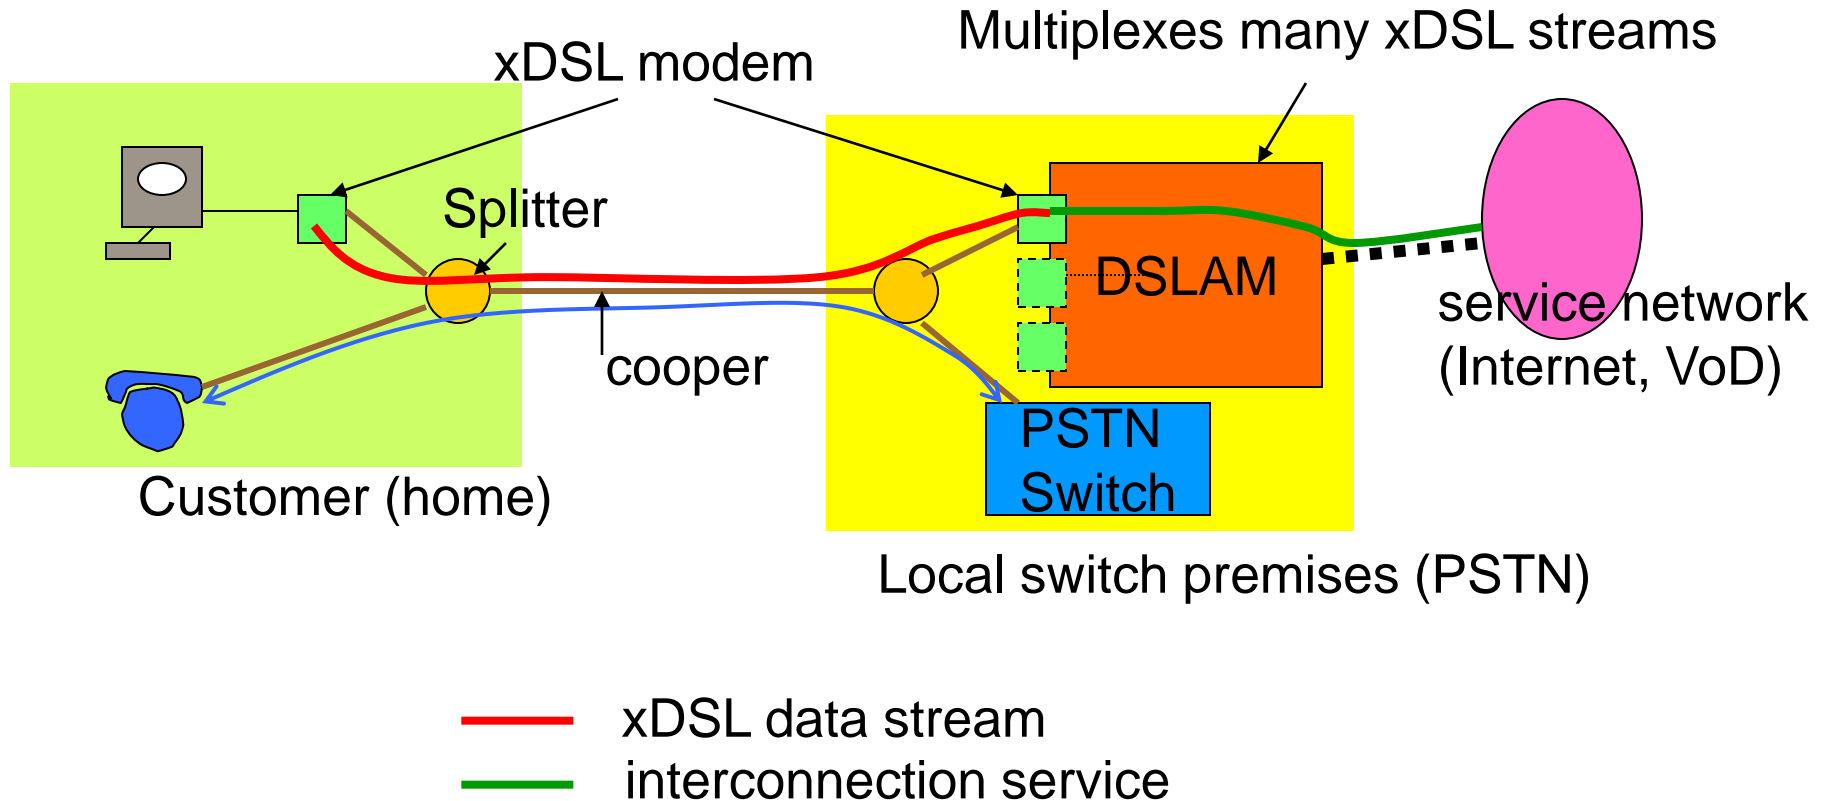 Multiplexes many xDSL streams
xDSL modem
Splitter
DSLAM
service network
(Internet, VoD)
cooper
PSTN
Switch
Customer (home)
Local switch premises (PSTN)
xDSL data stream
interconnection service